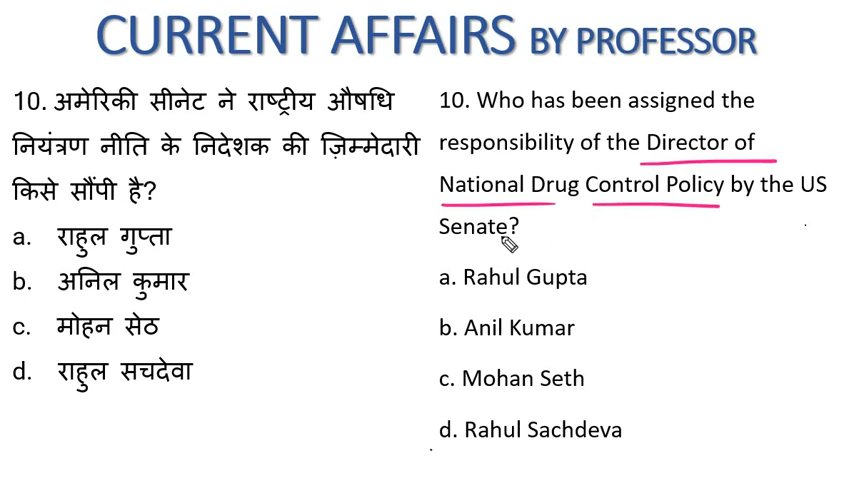 CURRENT AFFAIRS BY PROFESSOR
10. अमेरिकी सीनेट ने राष्ट्रीय औषधि
नियंत्रण नीति के निदेशक की ज़िम्मेदारी
किसे सौंपी है?
a. राहुल गुप्ता
b. अनिल कुमार
c. मोहन सेठ
d. राहुल सचदेवा
10. Who has been assigned the
responsibility of the Director of
National Drug Control Policy by the US
Senate?
a. Rahul Gupta
b. Anil Kumar
c. Mohan Seth
d. Rahul Sachdeva